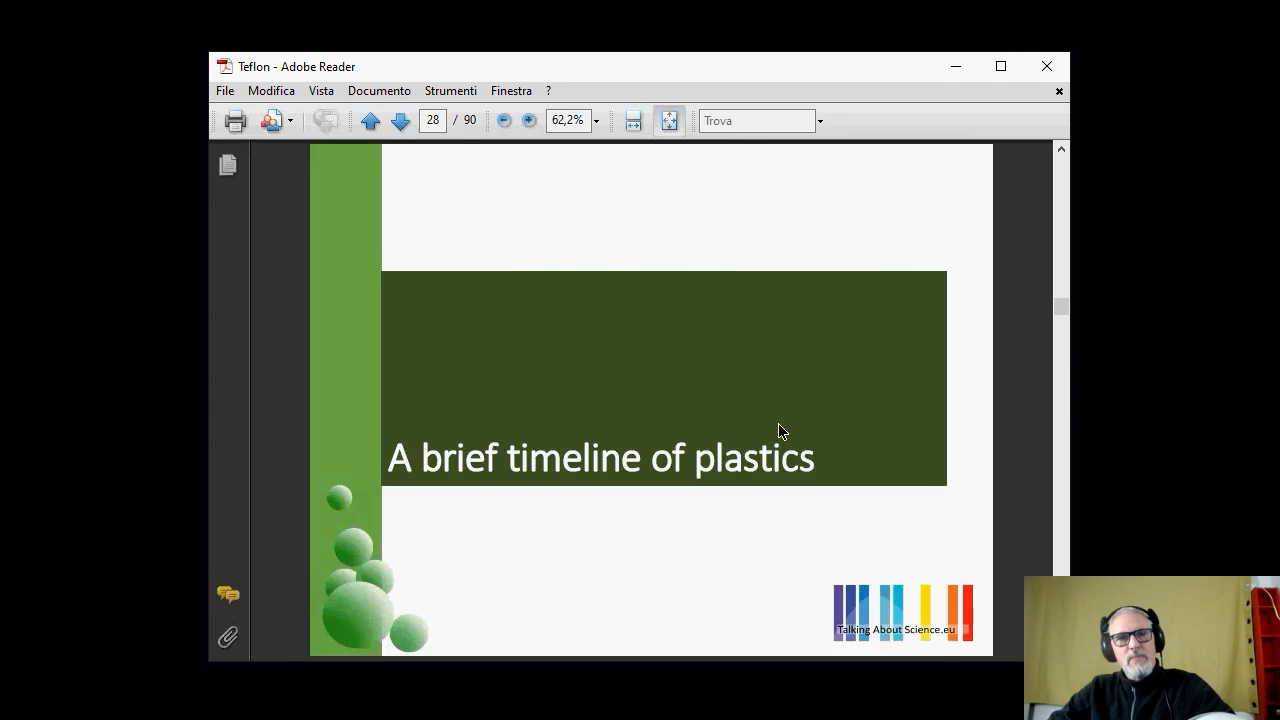 Teflon - Adobe Reader
File Modifica Vista Documento Strumenti Finestra ?
28 / 90 62,2% Trova
A brief timeline of plastics
Talking About Science.eu